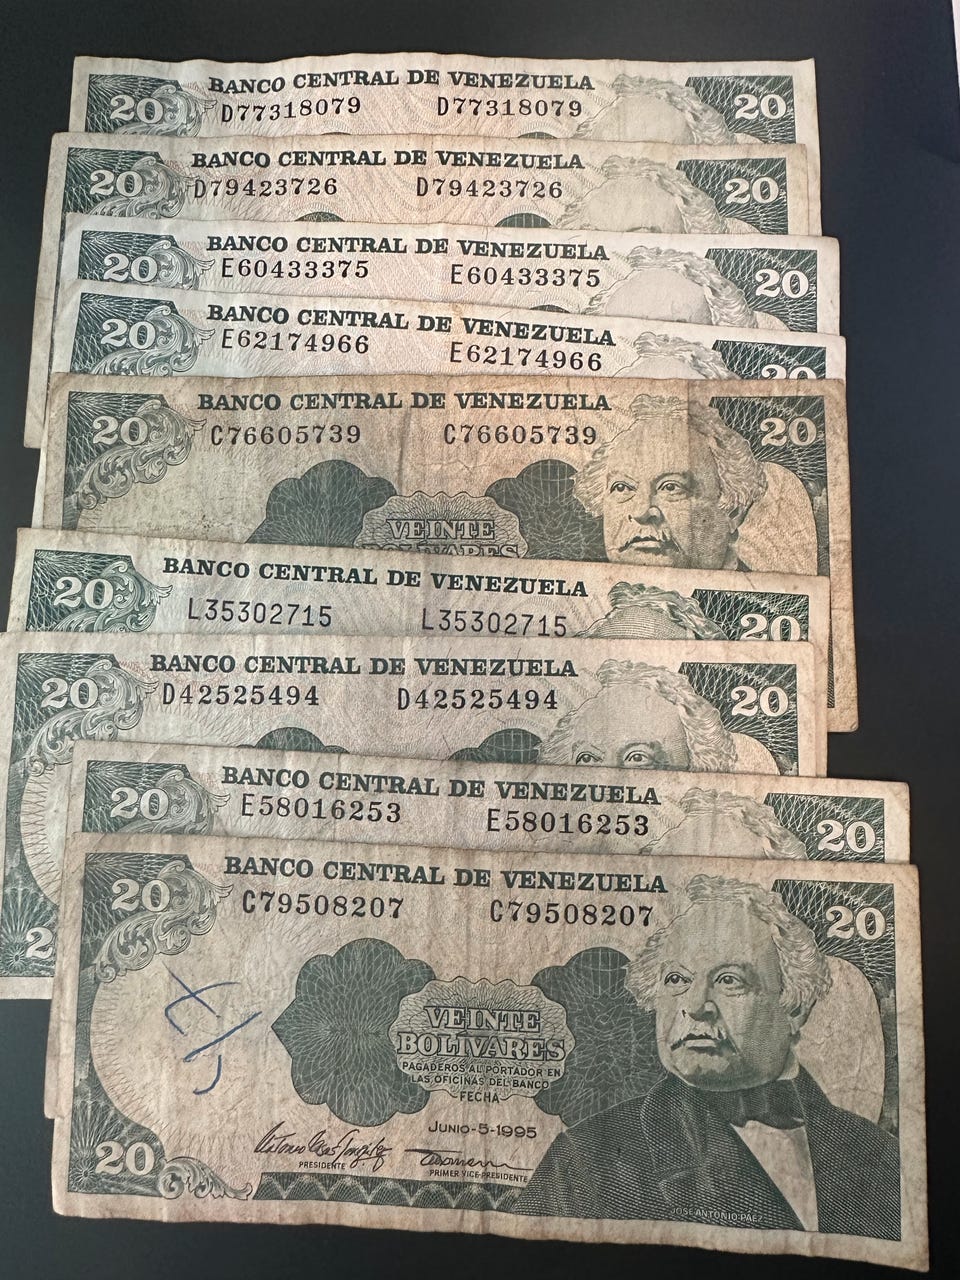 BANCO CENTRAL DE VENEZUELA
20 D77318079 D77318079 20
BANCO CENTRAL DE VENEZUELA
20 D79423726 D79423726 20
BANCO CENTRAL DE VENEZUELA
20 E60433375 E60433375 20
BANCO CENTRAL DE VENEZUELA
20 E62174966 E62174966 20
BANCO CENTRAL DE VENEZUELA
20 C76605739 C76605739 20
VEINTE
BOLÍVARES
BANCO CENTRAL DE VENEZUELA
20 L35302715 L35302715 20
BANCO CENTRAL DE VENEZUELA
20 D42525494 D42525494 20
BANCO CENTRAL DE VENEZUELA
20 E58016253 E58016253 20
2
BANCO CENTRAL DE VENEZUELA
20 C79508207 C79508207 20
VEINTE
BOLÍVARES
PAGADEROS AL PORTADOR EN
LAS OFICINAS DEL BANCO
FECHA
JUNIO-5-1995
20
PRESIDENTE
PRIMER VICE-PRESIDENTE
JOSE ANTONIO PAEZ